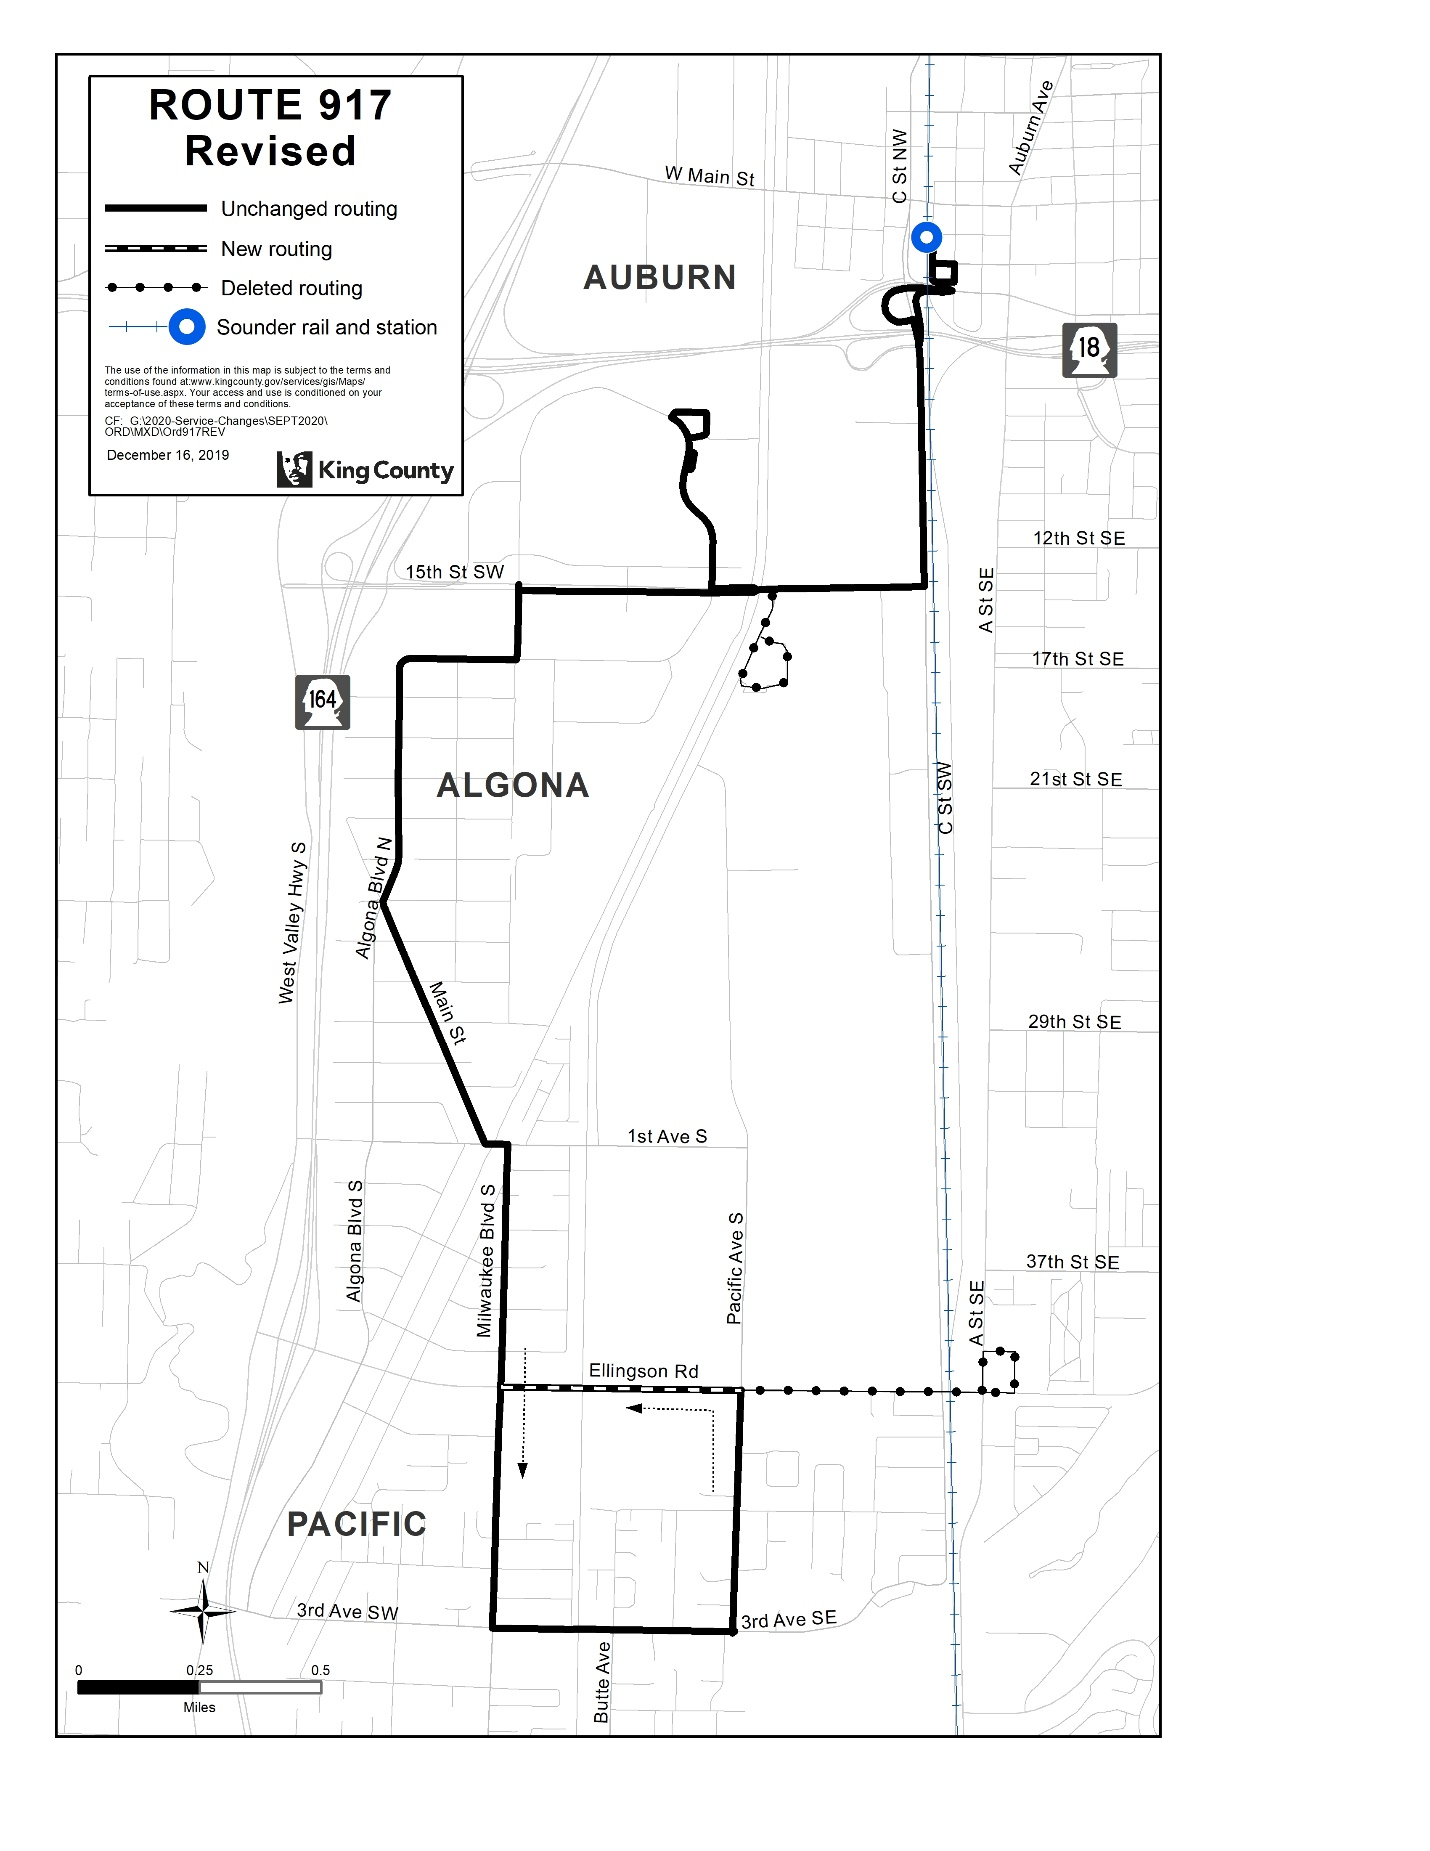 ROUTE 917
Revised
Unchanged routing
New routing
Deleted routing
Sounder rail and station
The use of the information in this map is subject to the terms and
conditions found at:www.kingcounty.gov/services/gis/Maps/
terms-of-use.aspx. Your access and use is conditioned on your
acceptance of these terms and conditions.
CF: G:\2020-Service-Changes\SEPT2020\
ORD\MXD\Ord917REV
December 16, 2019
King County
Auburn Ave
C St NW
W Main St
AUBURN
18
12th St SE
15th St SW
A St SE
17th St SE
164
ALGONA
21st St SE
C St SW
West Valley Hwy S
Algona Blvd N
Main St
29th St SE
1st Ave S
Algona Blvd S
Milwaukee Blvd S
Pacific Ave S
37th St SE
A St SE
Ellingson Rd
PACIFIC
N
3rd Ave SW
3rd Ave SE
Butte Ave
0 0.25 0.5
Miles